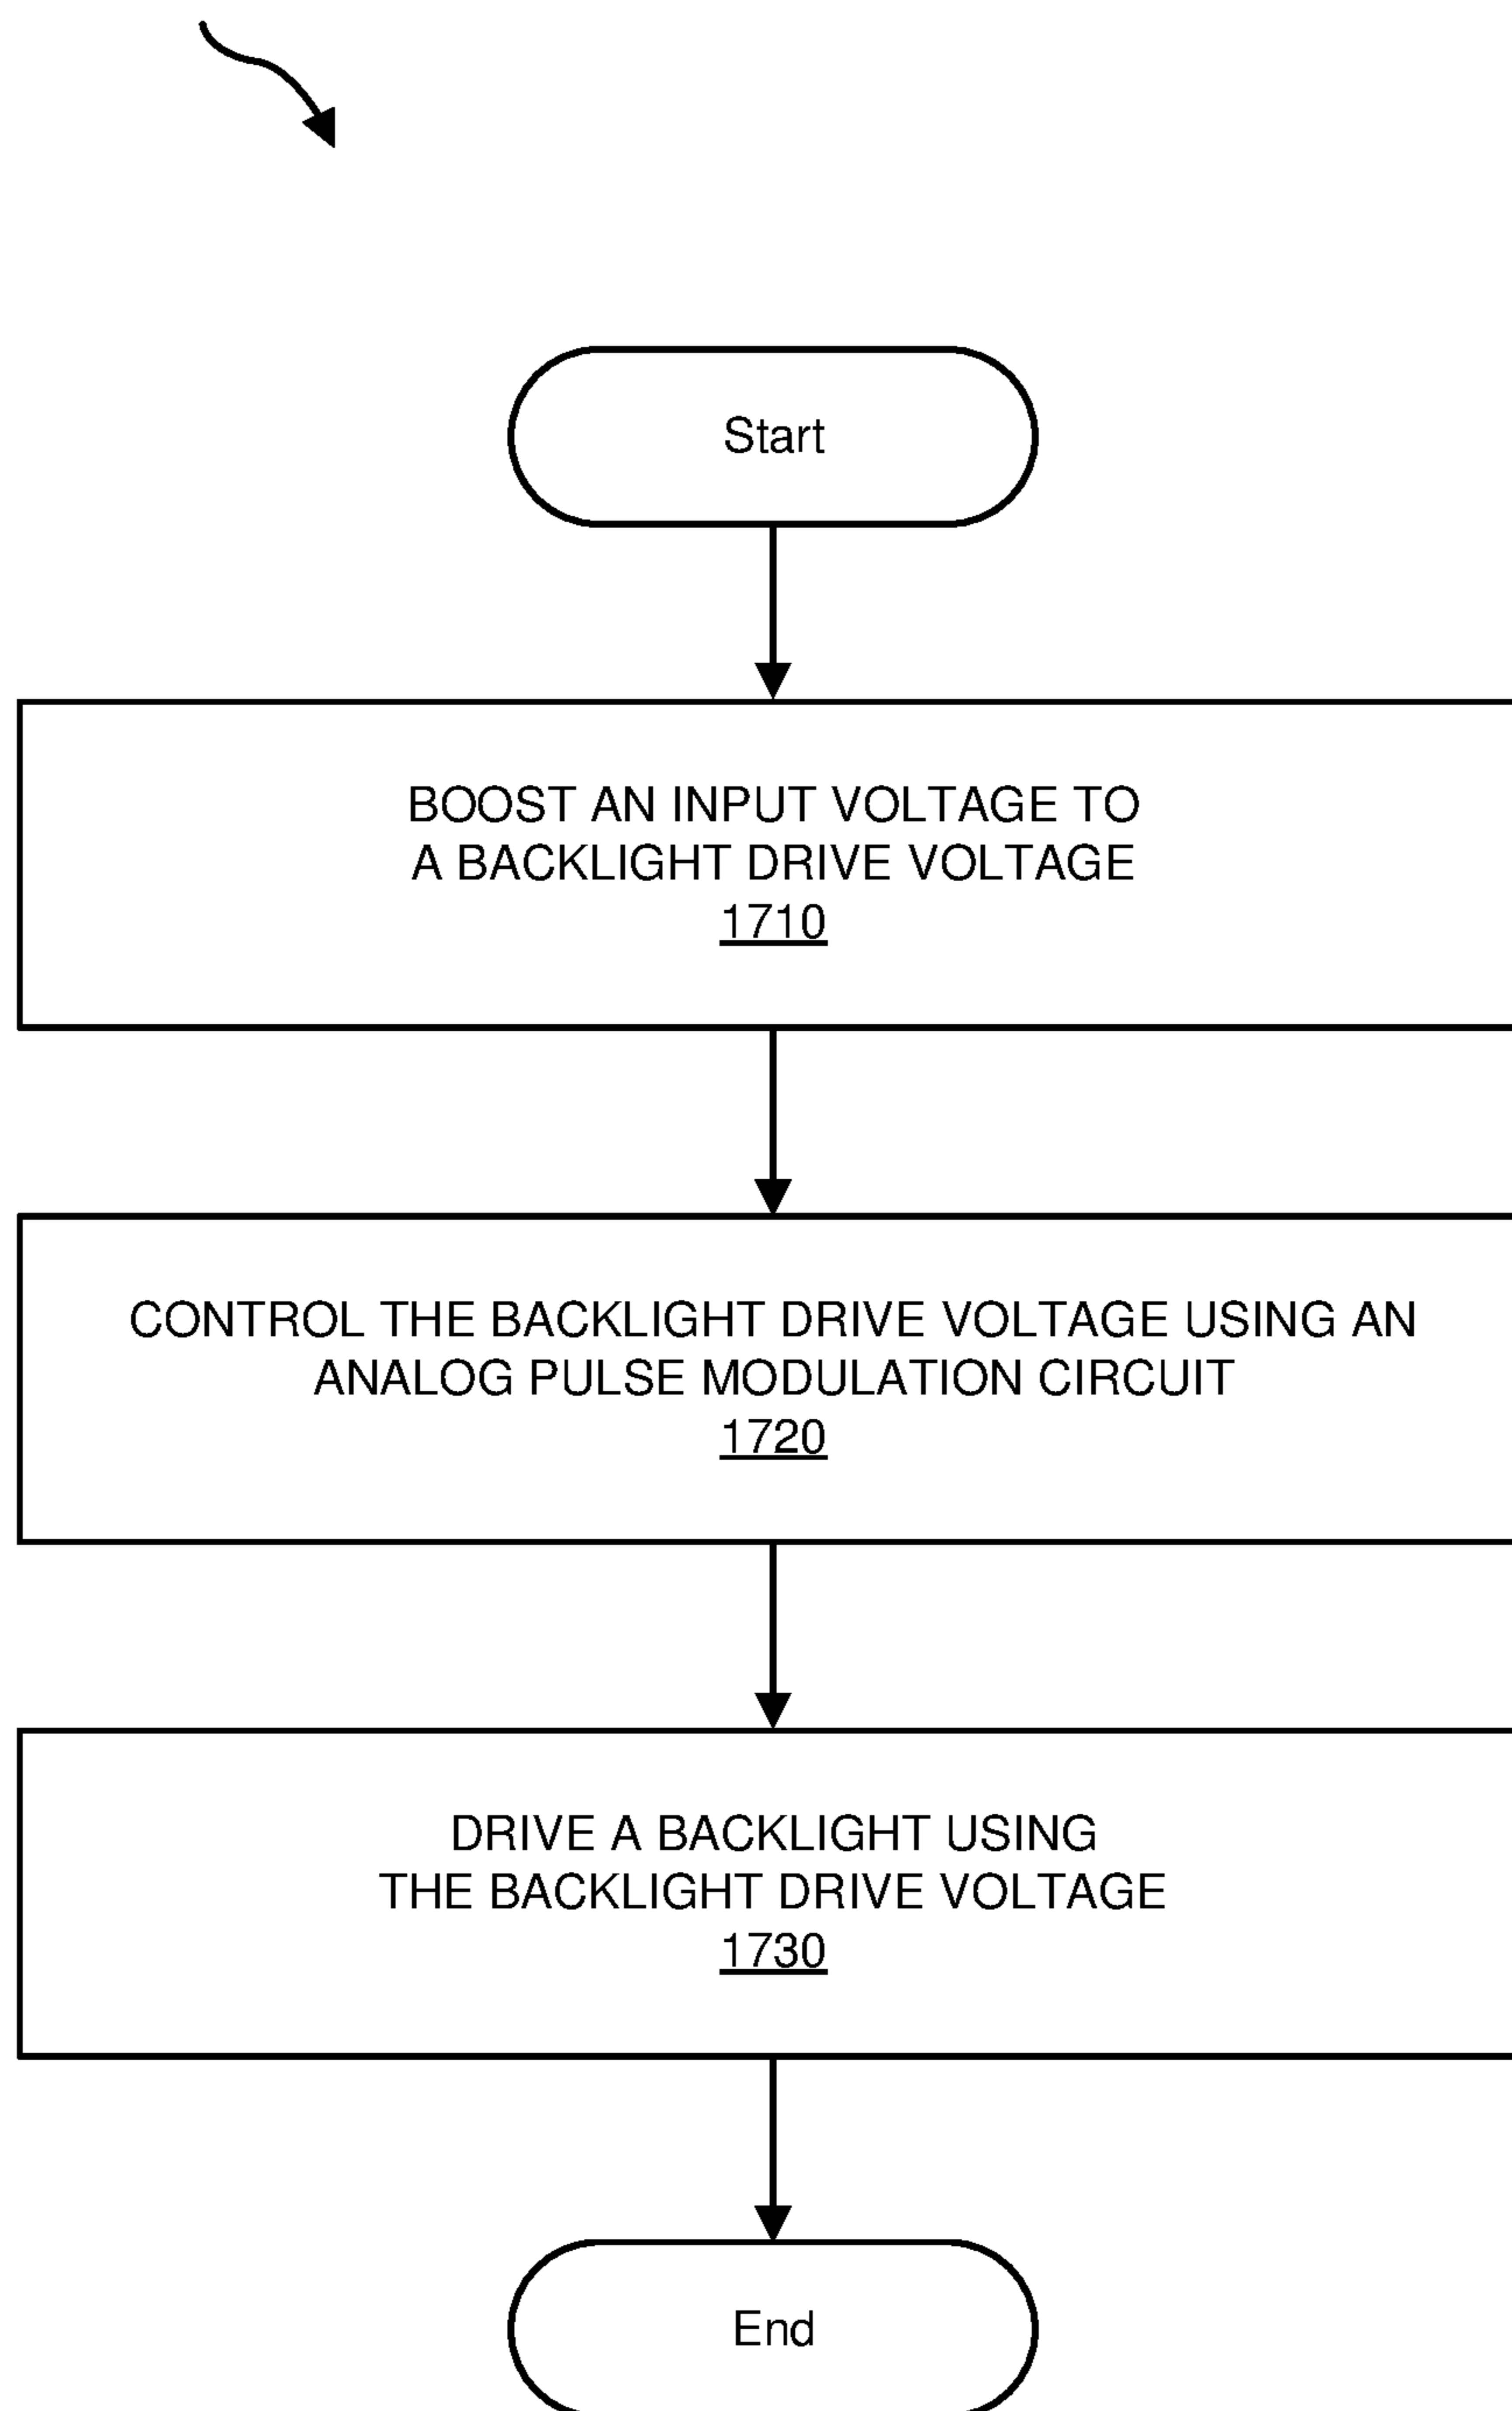 Start
BOOST AN INPUT VOLTAGE TO
A BACKLIGHT DRIVE VOLTAGE
1710
CONTROL THE BACKLIGHT DRIVE VOLTAGE USING AN
ANALOG PULSE MODULATION CIRCUIT
1720
DRIVE A BACKLIGHT USING
THE BACKLIGHT DRIVE VOLTAGE
1730
End